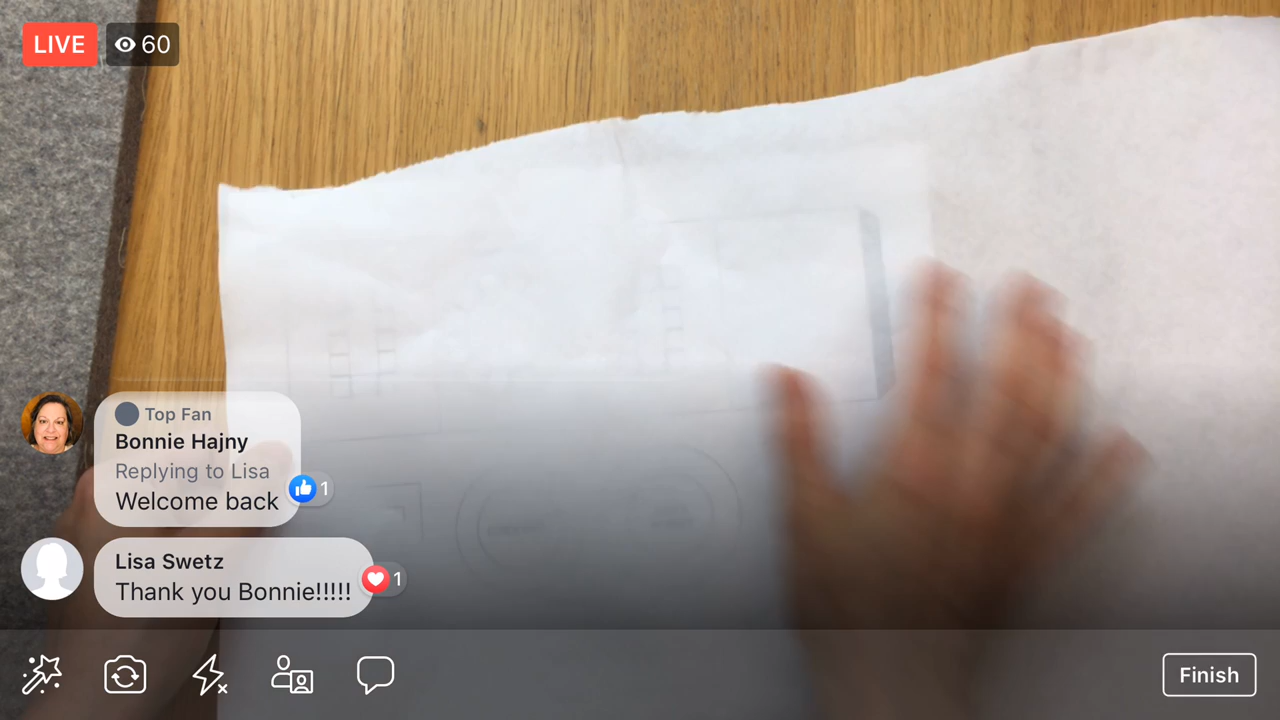 LIVE
60
Top Fan
Bonnie Hajny
Replying to Lisa
Welcome back
1
Lisa Swetz
Thank you Bonnie!!!!!
1
Finish